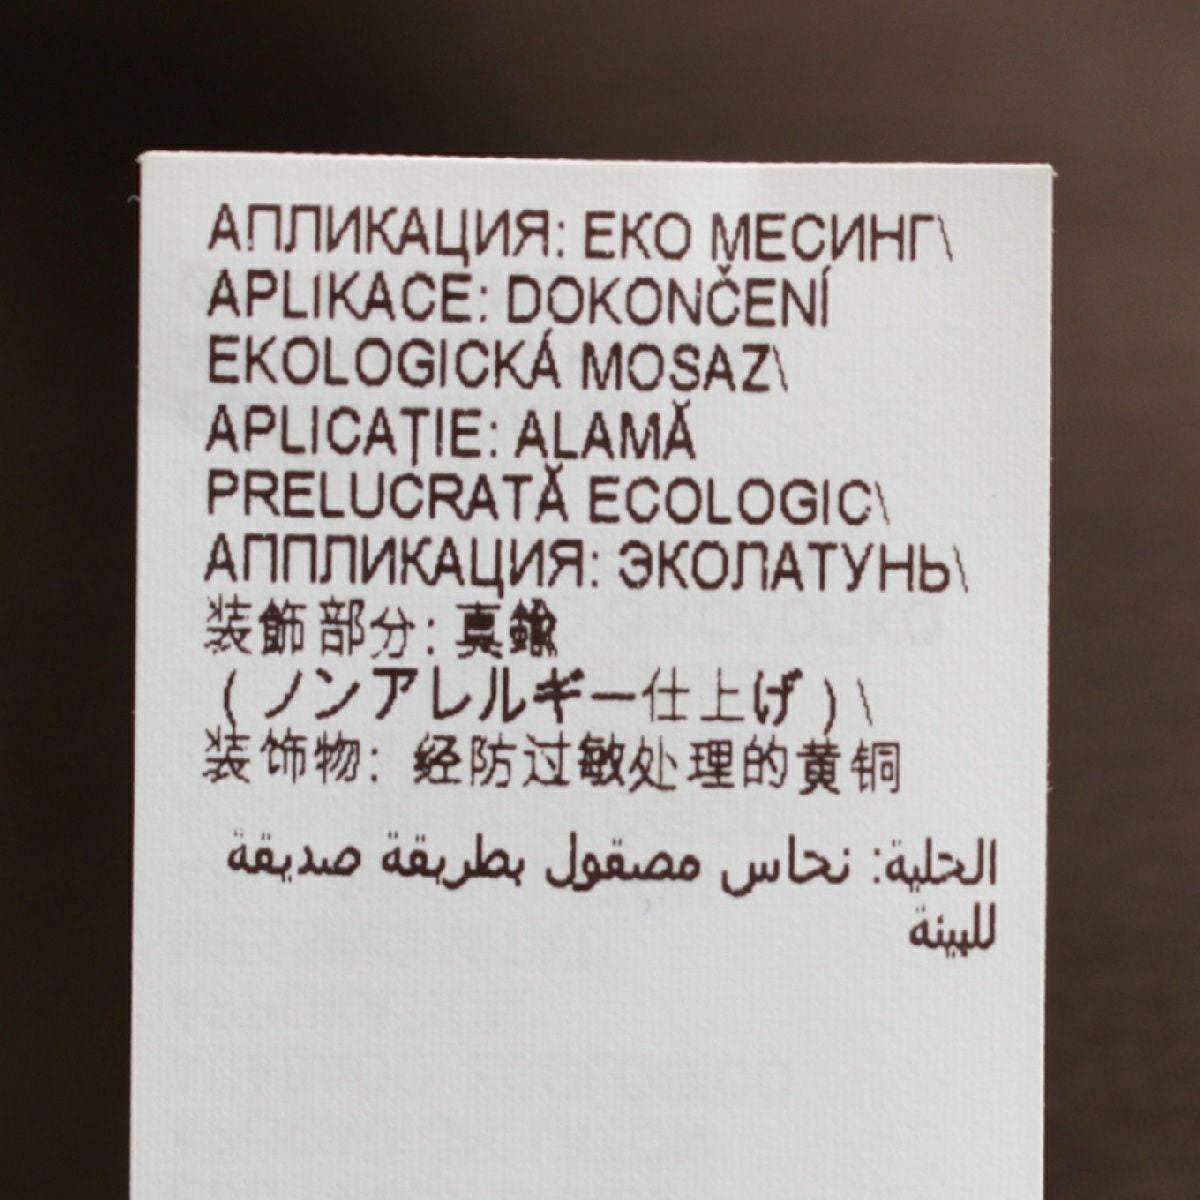 АПЛИКАЦИЯ: ЕКО МЕСИНГ\
APLIKACE: DOKONČENÍ
EKOLOGICKÁ MOSAZ\
APLICAȚIE: ALAMĂ
PRELUCRATĂ ECOLOGIC\
АППЛИКАЦИЯ: ЭКОЛАТУНЬ\
装飾部分: 真鍮
(ノンアレルギー仕上げ)\
装饰物: 经防过敏处理的黄铜
الحلية: نحاس مصقول بطريقة صديقة
للبيئة